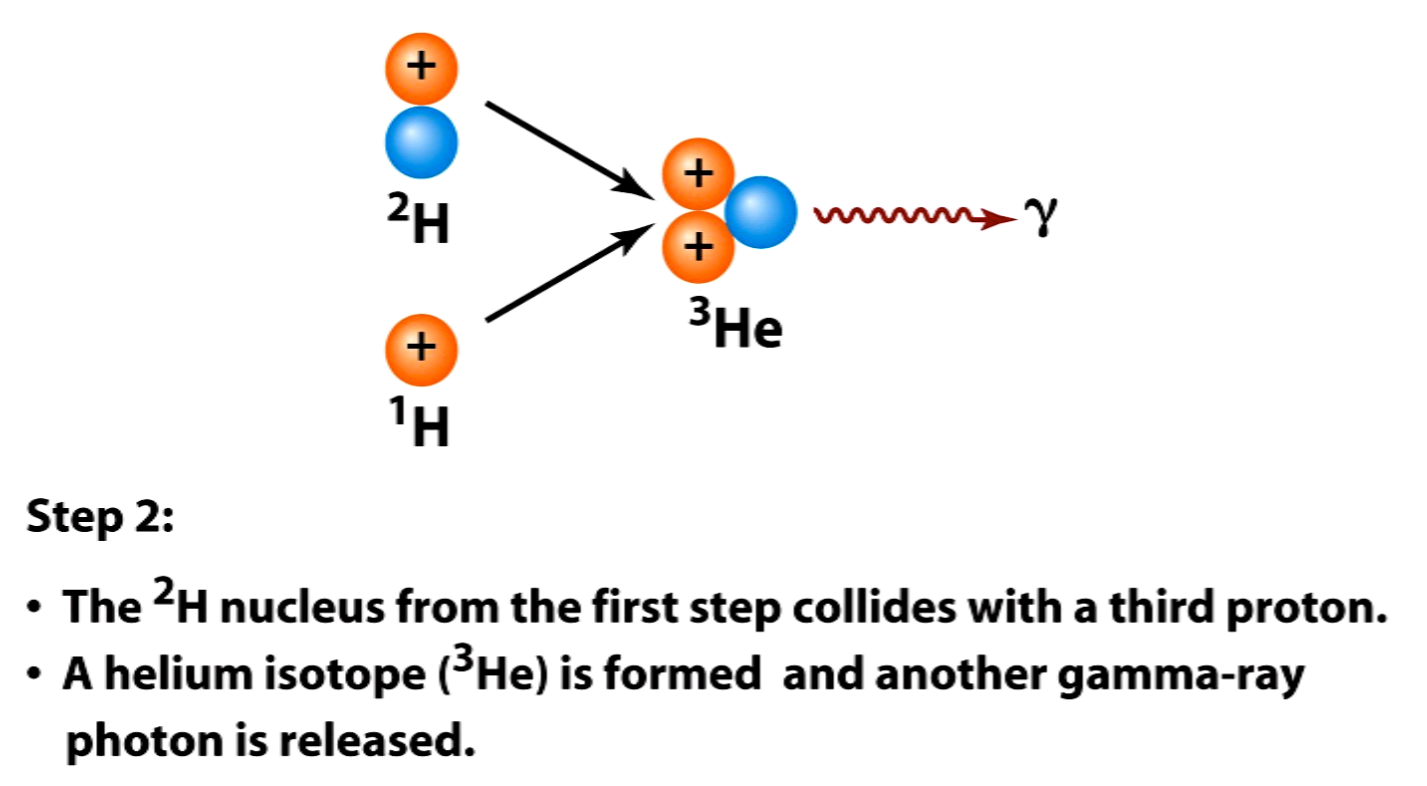 +
²H
+
+
³He
γ
+
¹H
Step 2:
• The ²H nucleus from the first step collides with a third proton.
• A helium isotope (³He) is formed and another gamma-ray
photon is released.